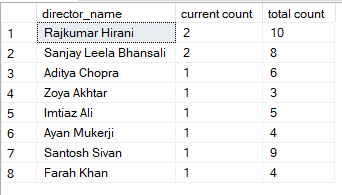 director_name current count total count
1 Rajkumar Hirani 2 10
2 Sanjay Leela Bhansali 2 8
3 Aditya Chopra 1 6
4 Zoya Akhtar 1 3
5 Imtiaz Ali 1 5
6 Ayan Mukerji 1 4
7 Santosh Sivan 1 9
8 Farah Khan 1 4